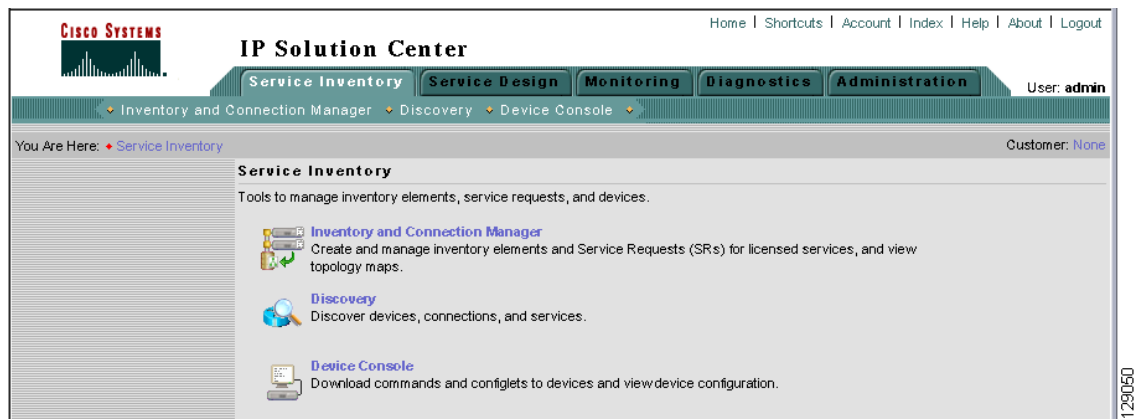 Cisco Systems
Home | Shortcuts | Account | Index | Help | About | Logout
IP Solution Center
Service Inventory Service Design Monitoring Diagnostics Administration
User: admin
Inventory and Connection Manager Discovery Device Console
You Are Here: Service Inventory
Customer: None
Service Inventory
Tools to manage inventory elements, service requests, and devices.
Inventory and Connection Manager
Create and manage inventory elements and Service Requests (SRs) for licensed services, and view
topology maps.
Discovery
Discover devices, connections, and services.
Device Console
Download commands and configlets to devices and view device configuration.
129050